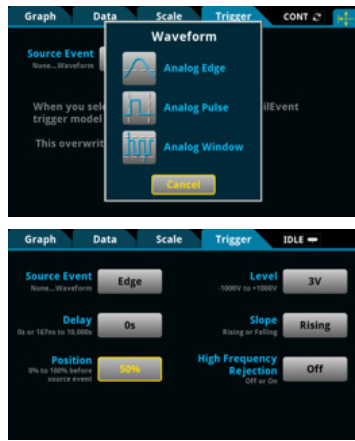 Graph Data Scale Trigger CONT
Waveform
Source Event
None...Waveform
Analog Edge
When you sel
ilEvent
trigger model
Analog Pulse
This overwrit
Analog Window
Cancel
Graph Data Scale Trigger IDLE
Source Event
None...Waveform
Edge
Level
-1000V to +1000V
3V
Delay
0s or 167ns to 10,000s
0s
Slope
Rising or Falling
Rising
Position
0% to 100% before
source event
50%
High Frequency
Rejection
Off or On
Off